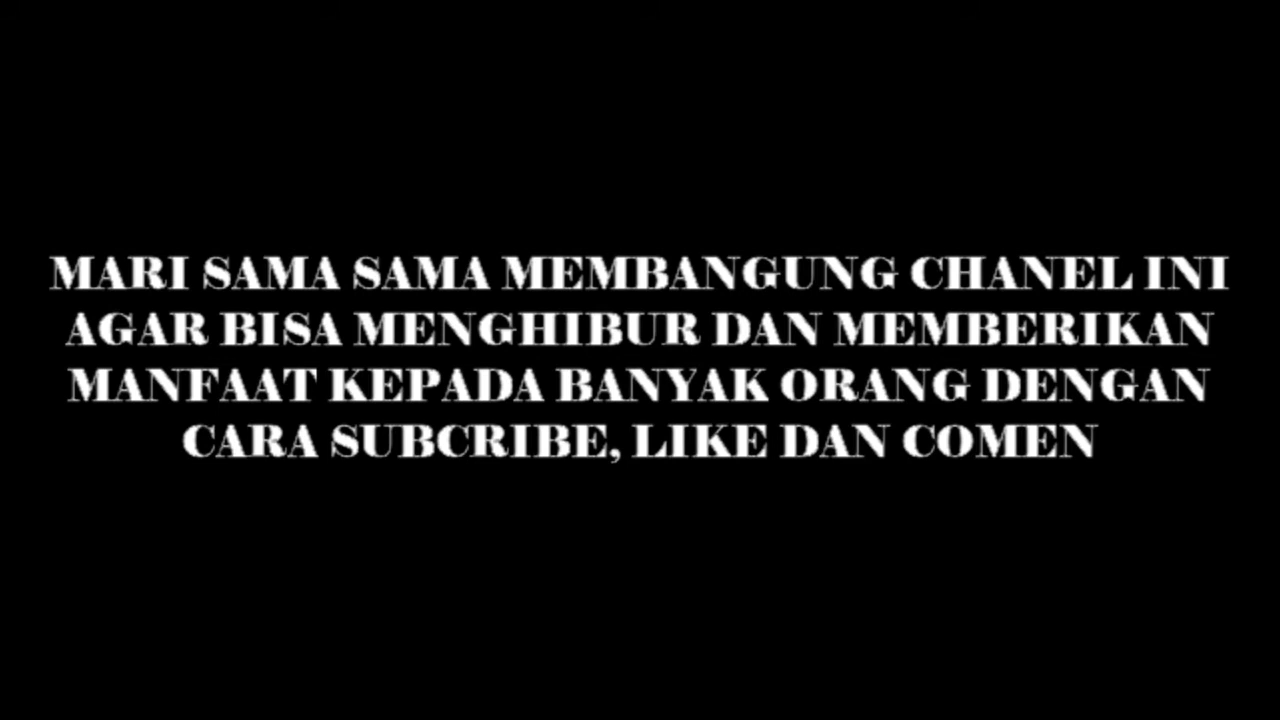 MARI SAMA SAMA MEMBANGUNG CHANEL INI
AGAR BISA MENGHIBUR DAN MEMBERIKAN
MANFAAT KEPADA BANYAK ORANG DENGAN
CARA SUBCRIBE, LIKE DAN COMEN